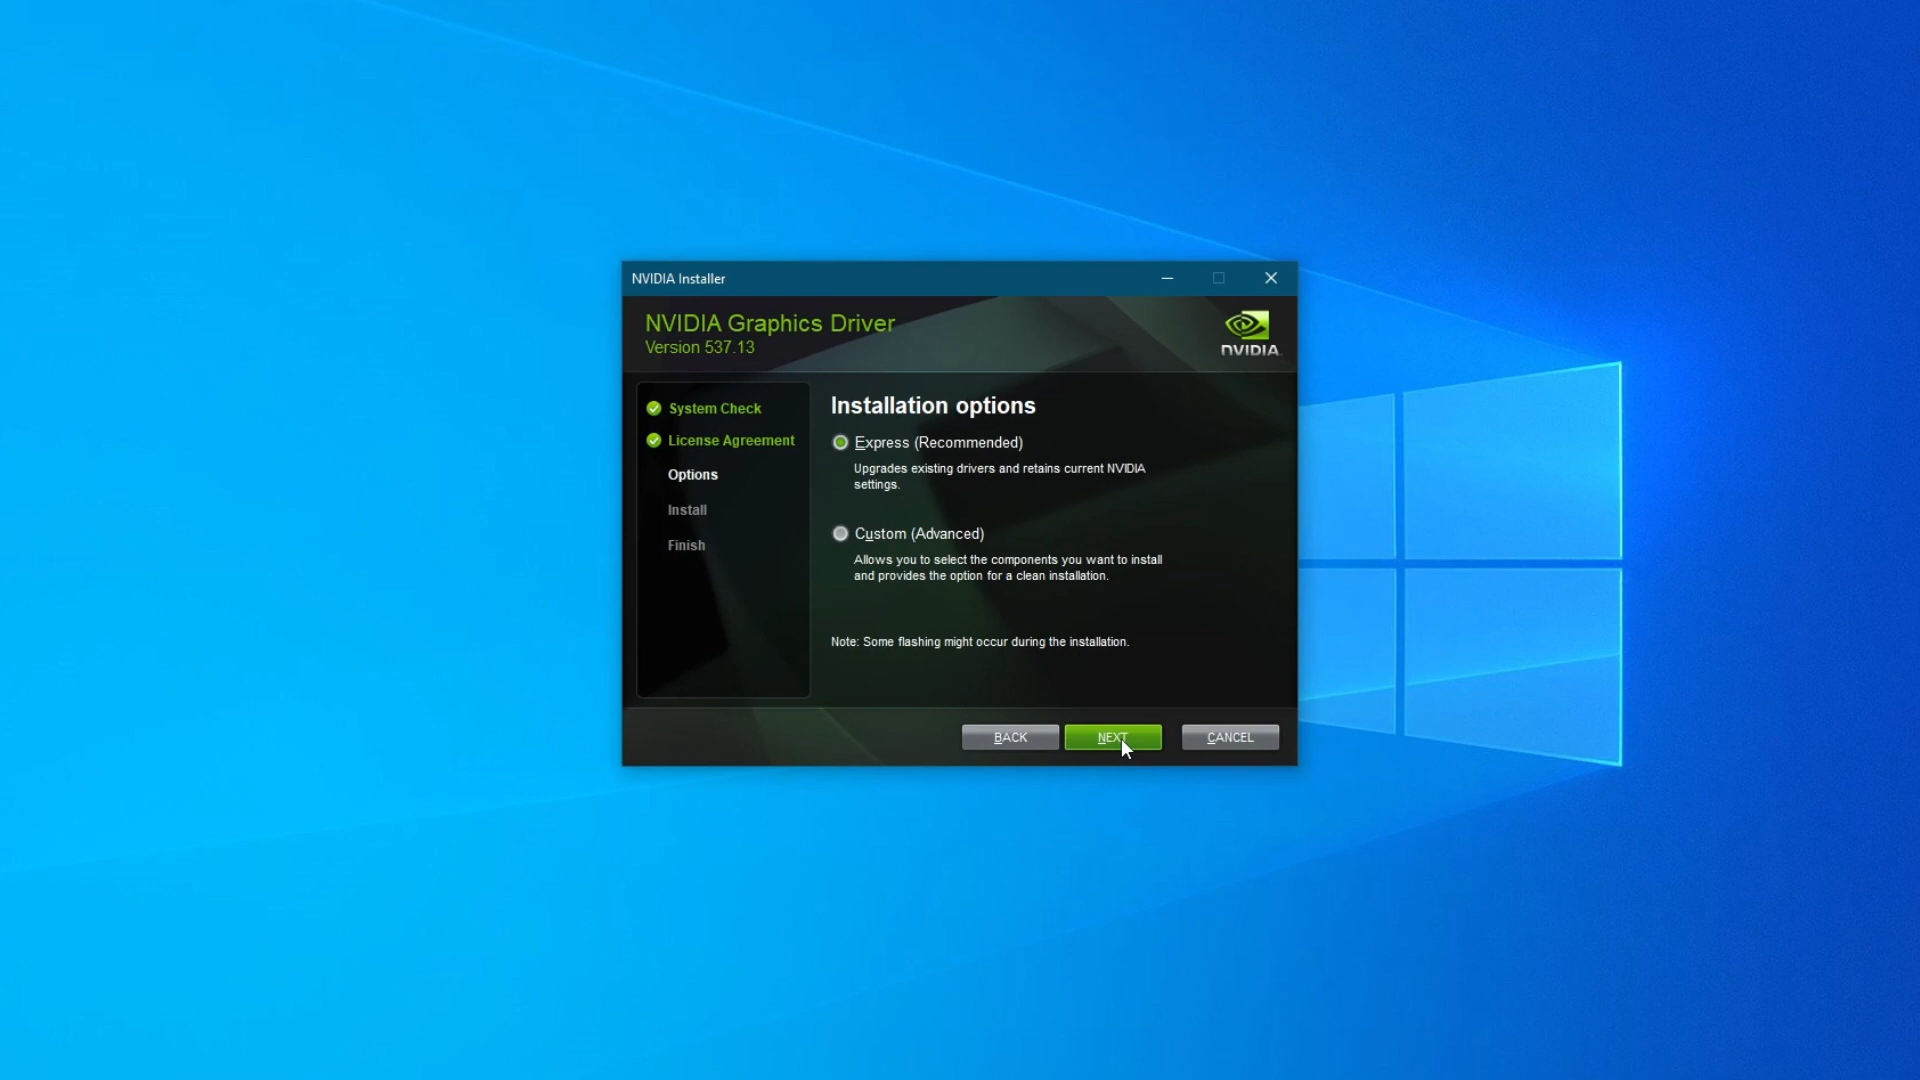 NVIDIA Installer
NVIDIA Graphics Driver
Version 537.13
NVIDIA
System Check
License Agreement
Options
Install
Finish
Installation options
Express (Recommended)
Upgrades existing drivers and retains current NVIDIA
settings.
Custom (Advanced)
Allows you to select the components you want to install
and provides the option for a clean installation.
Note: Some flashing might occur during the installation.
BACK
NEXT
CANCEL